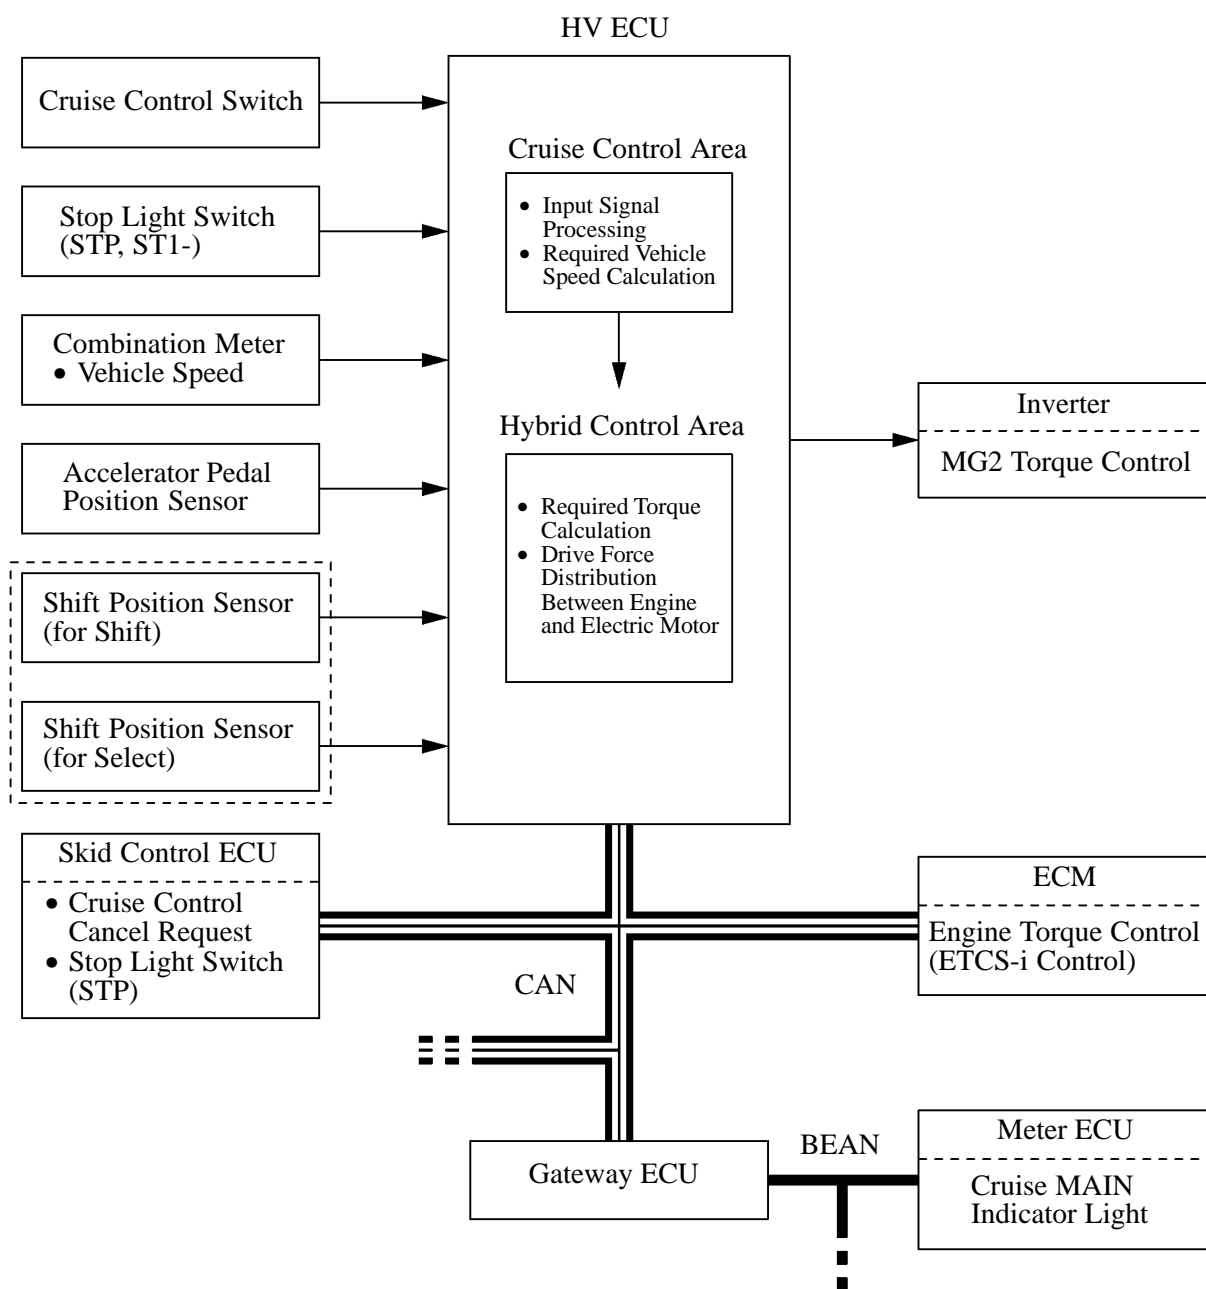 HV ECU
Cruise Control Switch
Stop Light Switch
(STP, ST1-)
Combination Meter
• Vehicle Speed
Accelerator Pedal
Position Sensor
Shift Position Sensor
(for Shift)
Shift Position Sensor
(for Select)
Skid Control ECU
• Cruise Control
Cancel Request
• Stop Light Switch
(STP)
Cruise Control Area
• Input Signal
Processing
• Required Vehicle
Speed Calculation
Hybrid Control Area
• Required Torque
Calculation
• Drive Force
Distribution
Between Engine
and Electric Motor
Inverter
MG2 Torque Control
ECM
Engine Torque Control
(ETCS-i Control)
CAN
Gateway ECU
BEAN
Meter ECU
Cruise MAIN
Indicator Light